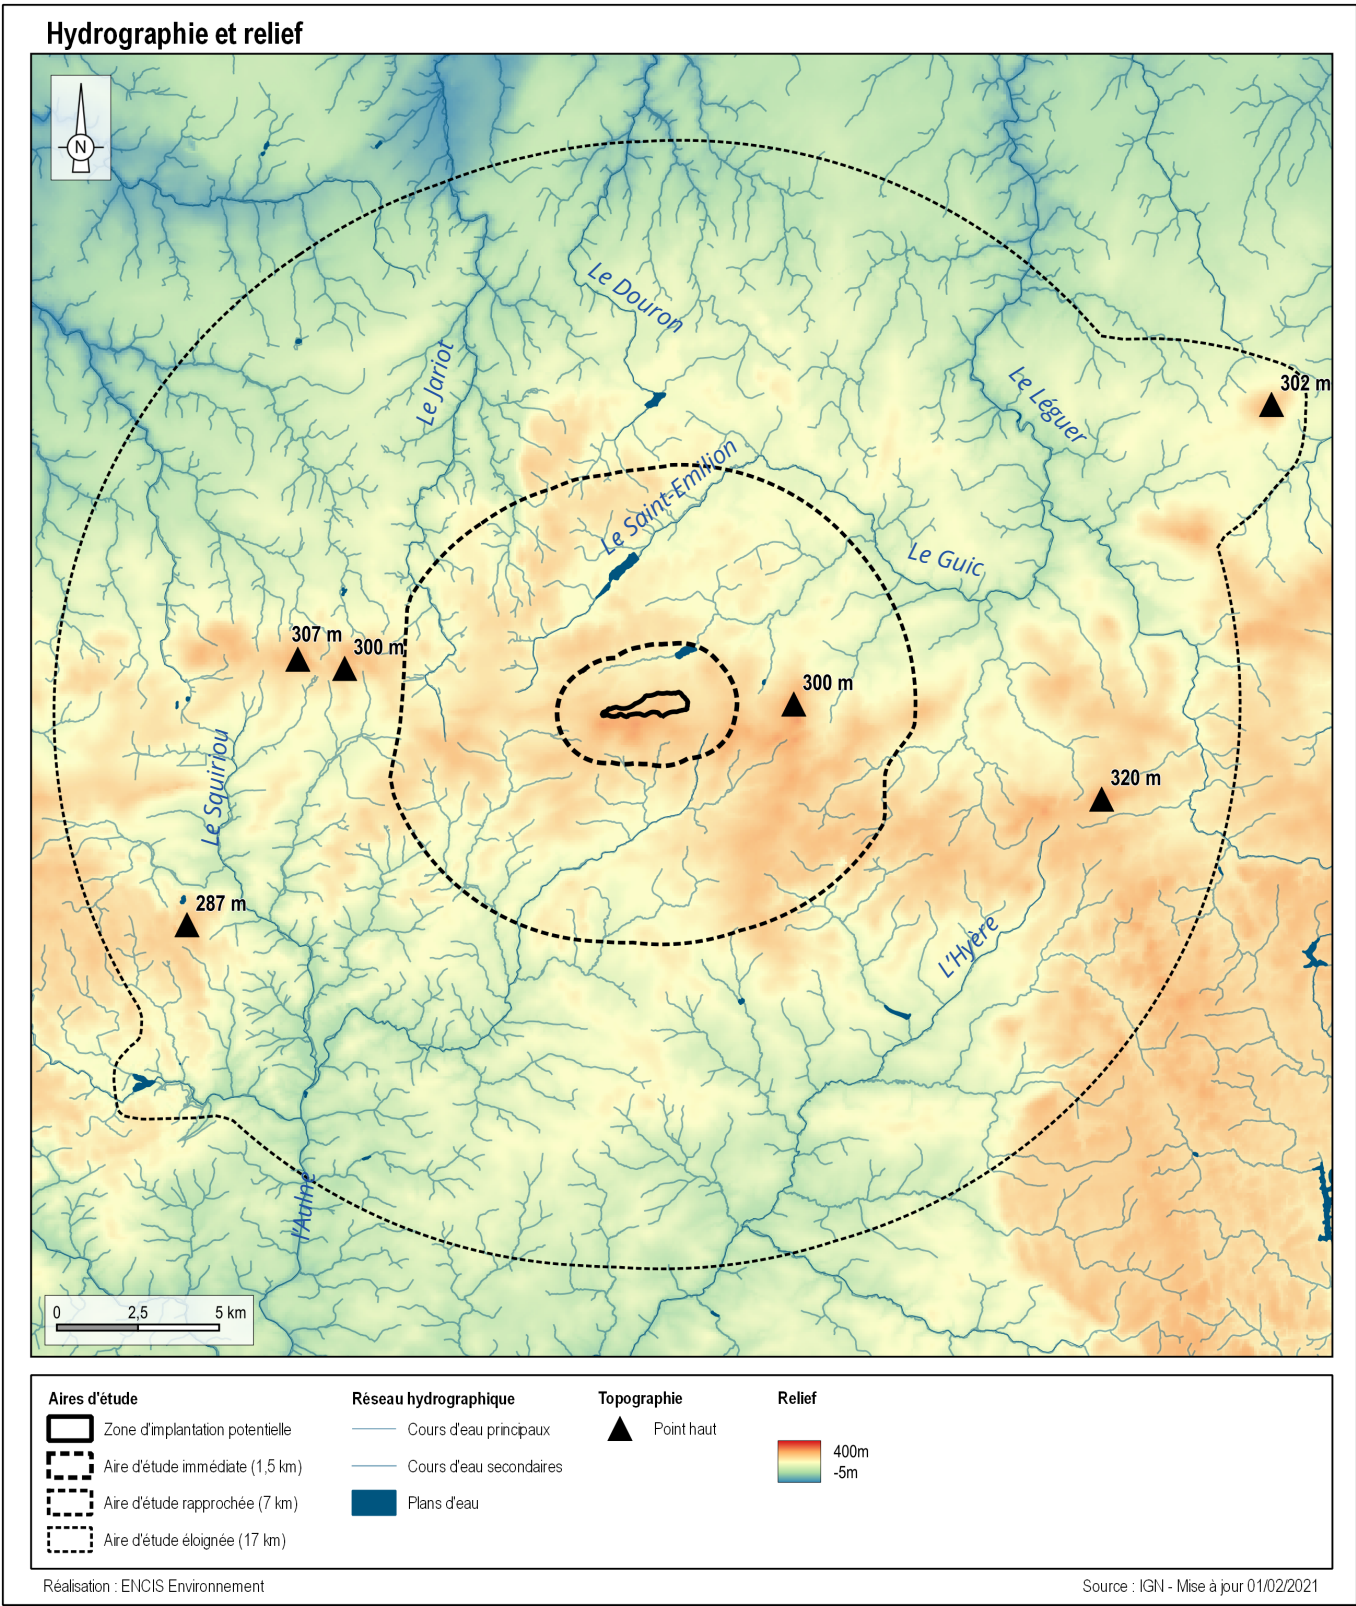 Hydrographie et relief
N
Le Douron
Le Jariot
Le Léguer
302 m
Le Saint-Emilion
Le Guic
307 m
300 m
300 m
Le Squiriou
320 m
287 m
L'Hyère
l'Aulne
0 2,5 5 km
Aires d'étude
Zone d'implantation potentielle
Aire d'étude immédiate (1,5 km)
Aire d'étude rapprochée (7 km)
Aire d'étude éloignée (17 km)
Réseau hydrographique
Cours d'eau principaux
Cours d'eau secondaires
Plans d'eau
Topographie
Point haut
Relief
400m
-5m
Réalisation : ENCIS Environnement
Source : IGN - Mise à jour 01/02/2021